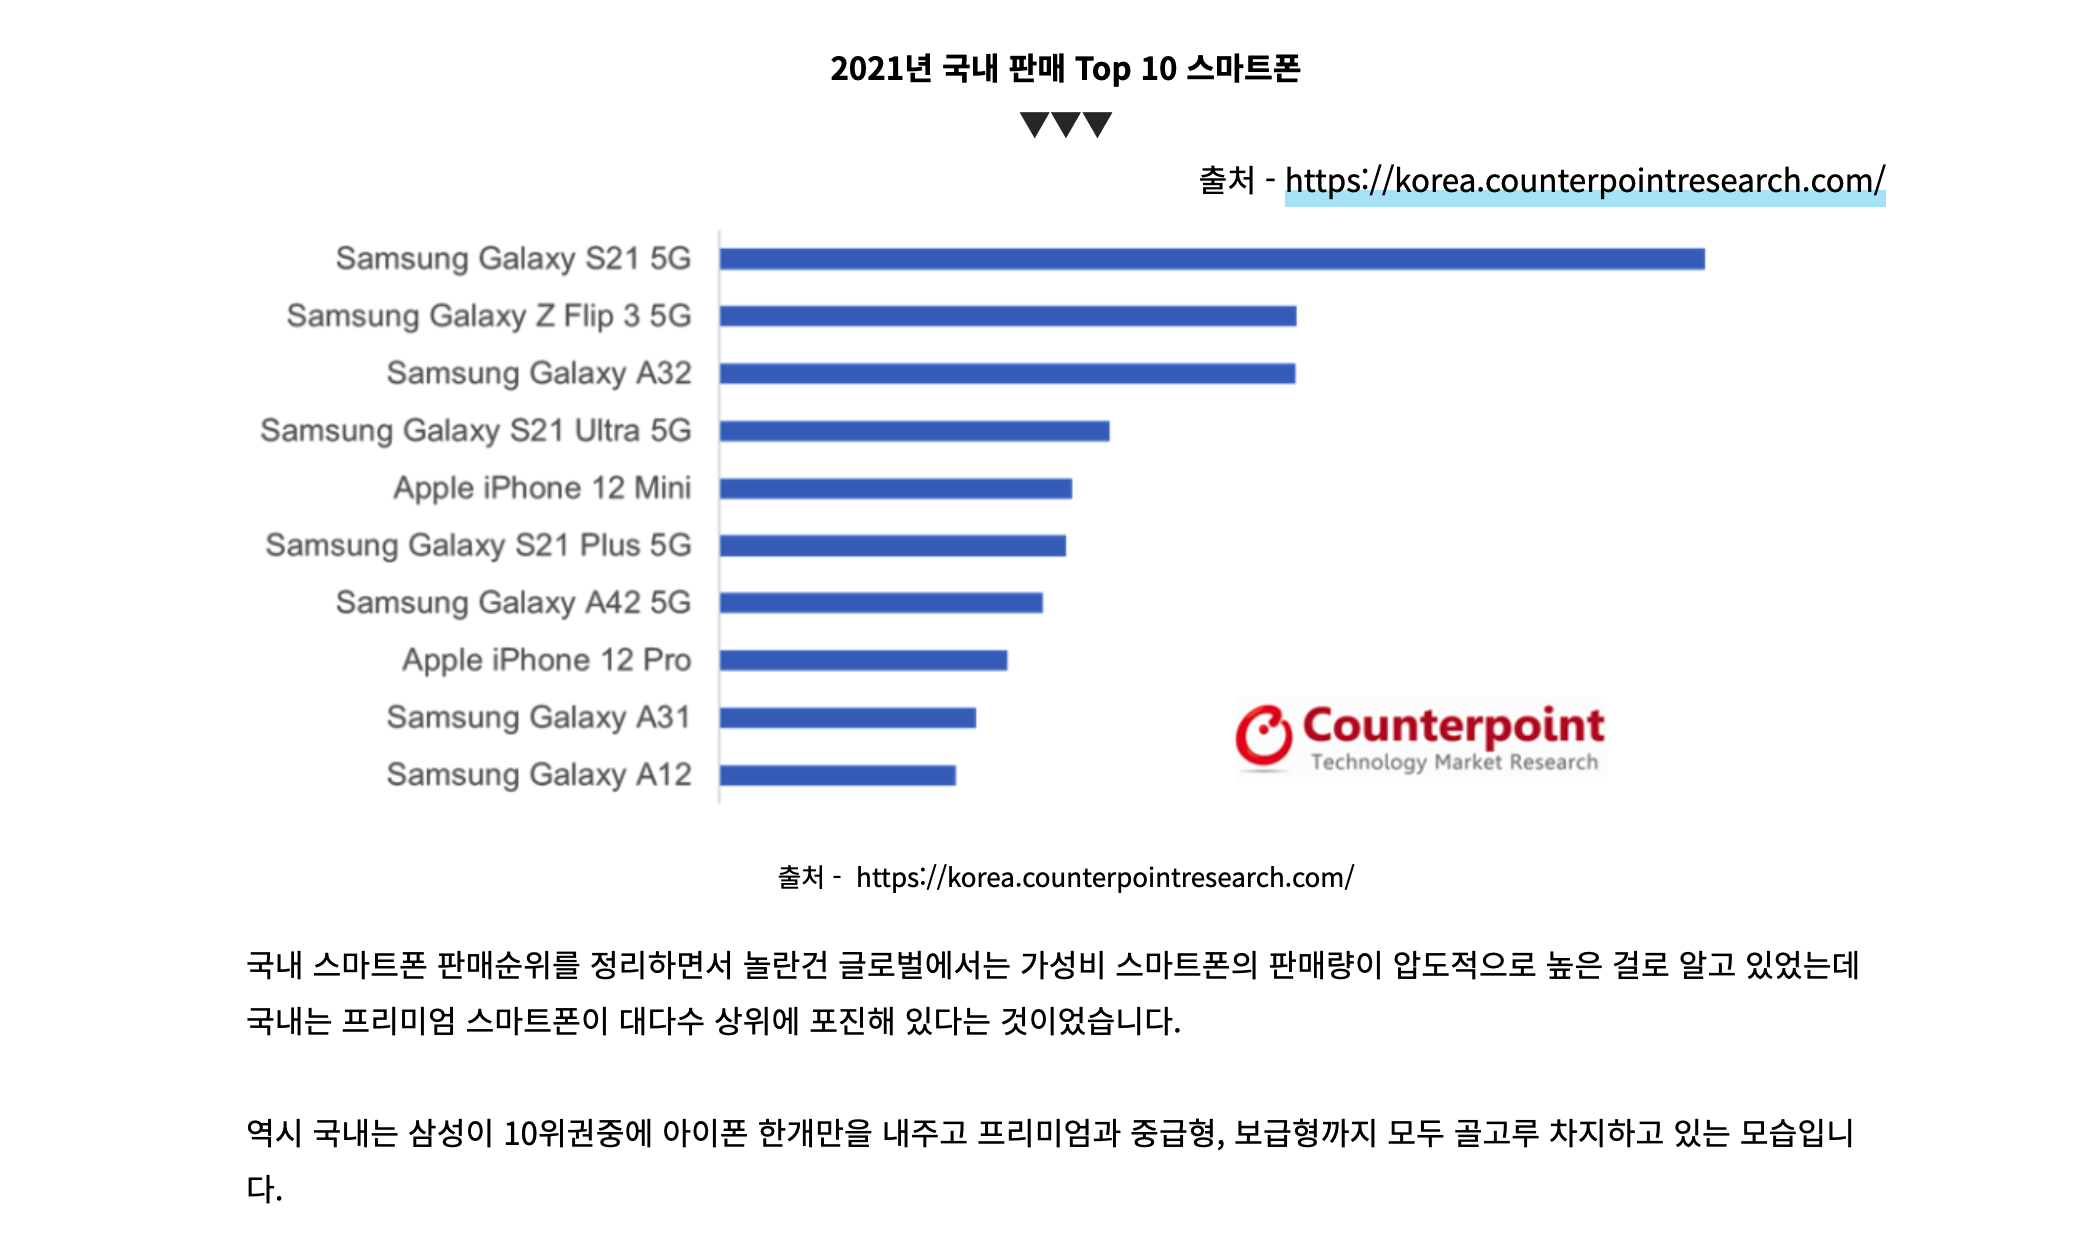 2021년 국내 판매 Top 10 스마트폰
▼▼▼
출처 - https://korea.counterpointresearch.com/
Samsung Galaxy S21 5G
Samsung Galaxy Z Flip 3 5G
Samsung Galaxy A32
Samsung Galaxy S21 Ultra 5G
Apple iPhone 12 Mini
Samsung Galaxy S21 Plus 5G
Samsung Galaxy A42 5G
Apple iPhone 12 Pro
Samsung Galaxy A31
Samsung Galaxy A12
Counterpoint
Technology Market Research
출처 - https://korea.counterpointresearch.com/
국내 스마트폰 판매순위를 정리하면서 놀란건 글로벌에서는 가성비 스마트폰의 판매량이 압도적으로 높은 걸로 알고 있었는데
국내는 프리미엄 스마트폰이 대다수 상위에 포진해 있다는 것이었습니다.
역시 국내는 삼성이 10위권중에 아이폰 한개만을 내주고 프리미엄과 중급형, 보급형까지 모두 골고루 차지하고 있는 모습입니
다.